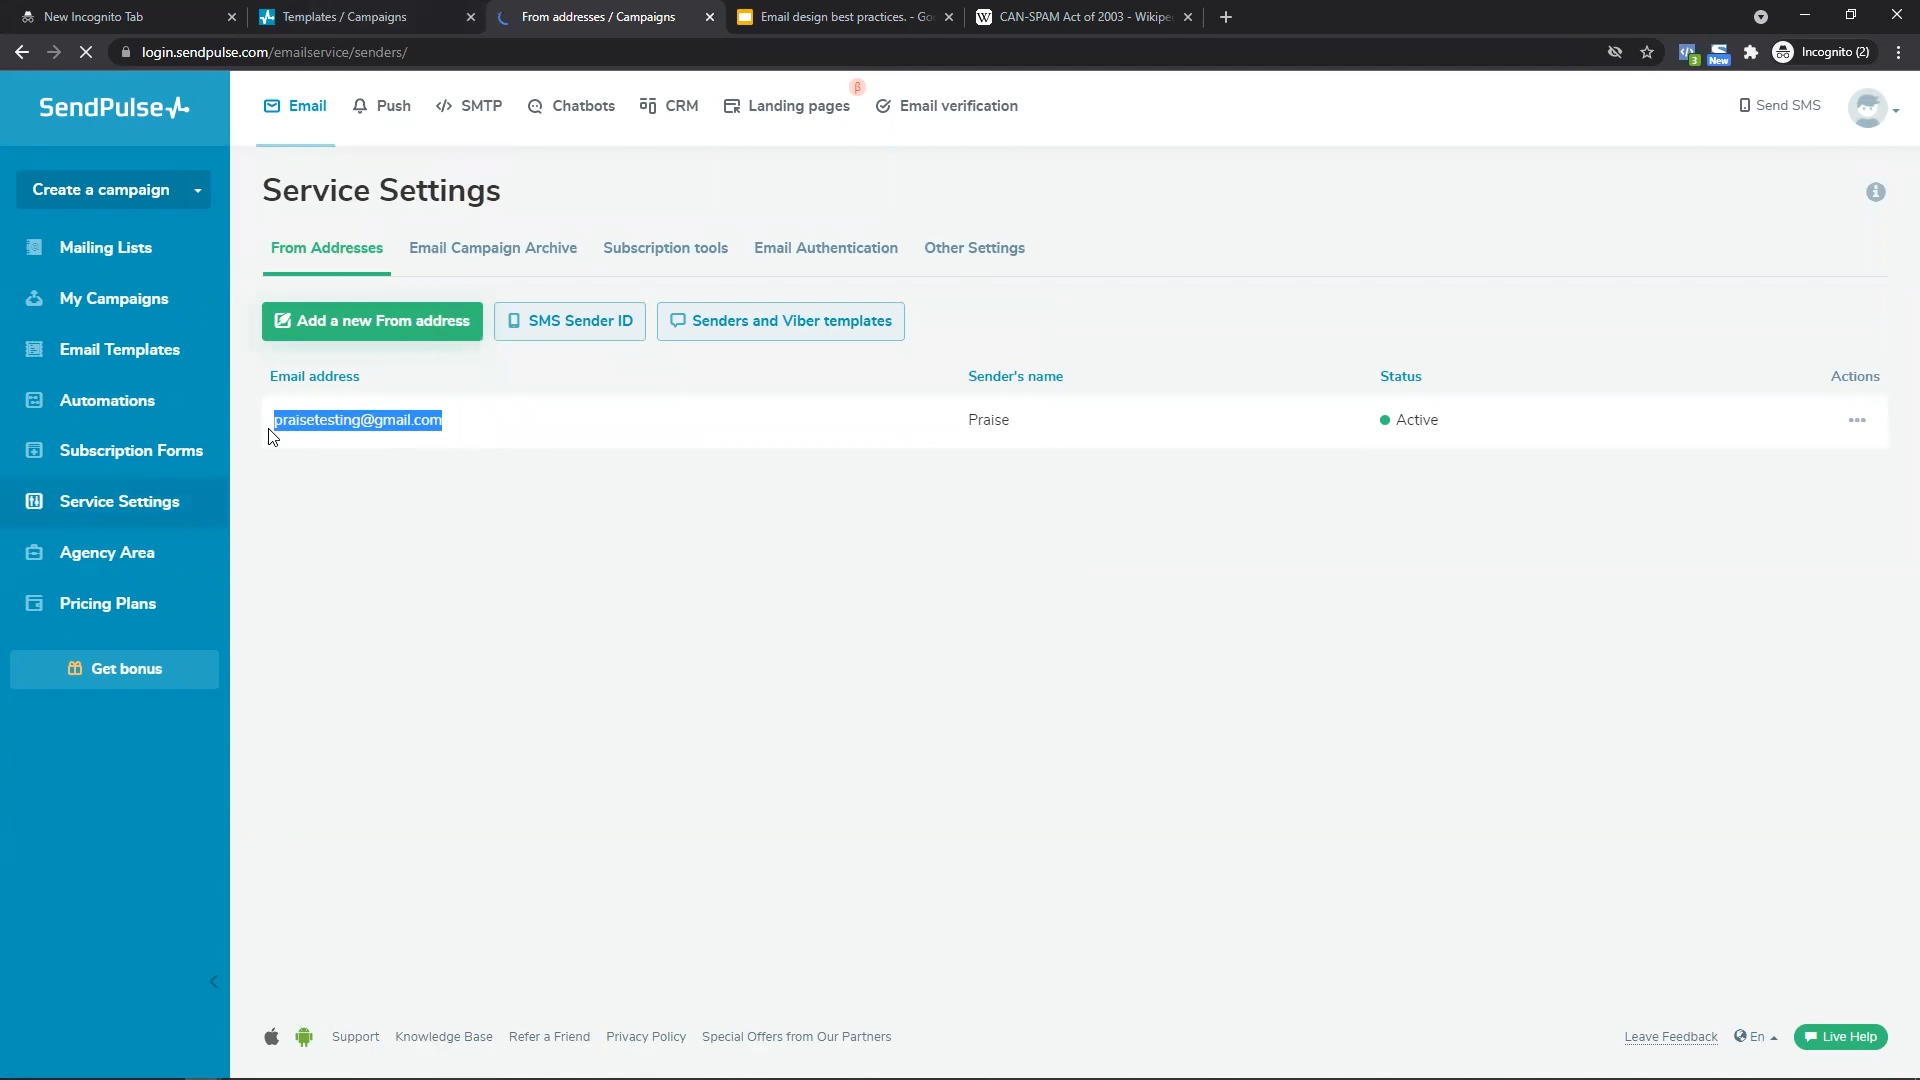 New Incognito Tab
Templates / Campaigns
From addresses / Campaigns
Email design best practices. - Go
CAN-SPAM Act of 2003 - Wikipe
login.sendpulse.com/emailservice/senders/
3
New
Incognito (2)
SendPulse
Email
Push
SMTP
Chatbots
CRM
Landing pages
β
Email verification
Send SMS
Create a campaign
Mailing Lists
My Campaigns
Email Templates
Automations
Subscription Forms
Service Settings
Agency Area
Pricing Plans
Get bonus
Service Settings
From Addresses
Email Campaign Archive
Subscription tools
Email Authentication
Other Settings
Add a new From address
SMS Sender ID
Senders and Viber templates
Email address
Sender's name
Status
Actions
praisetesting@gmail.com
Praise
Active
Support
Knowledge Base
Refer a Friend
Privacy Policy
Special Offers from Our Partners
Leave Feedback
En
Live Help